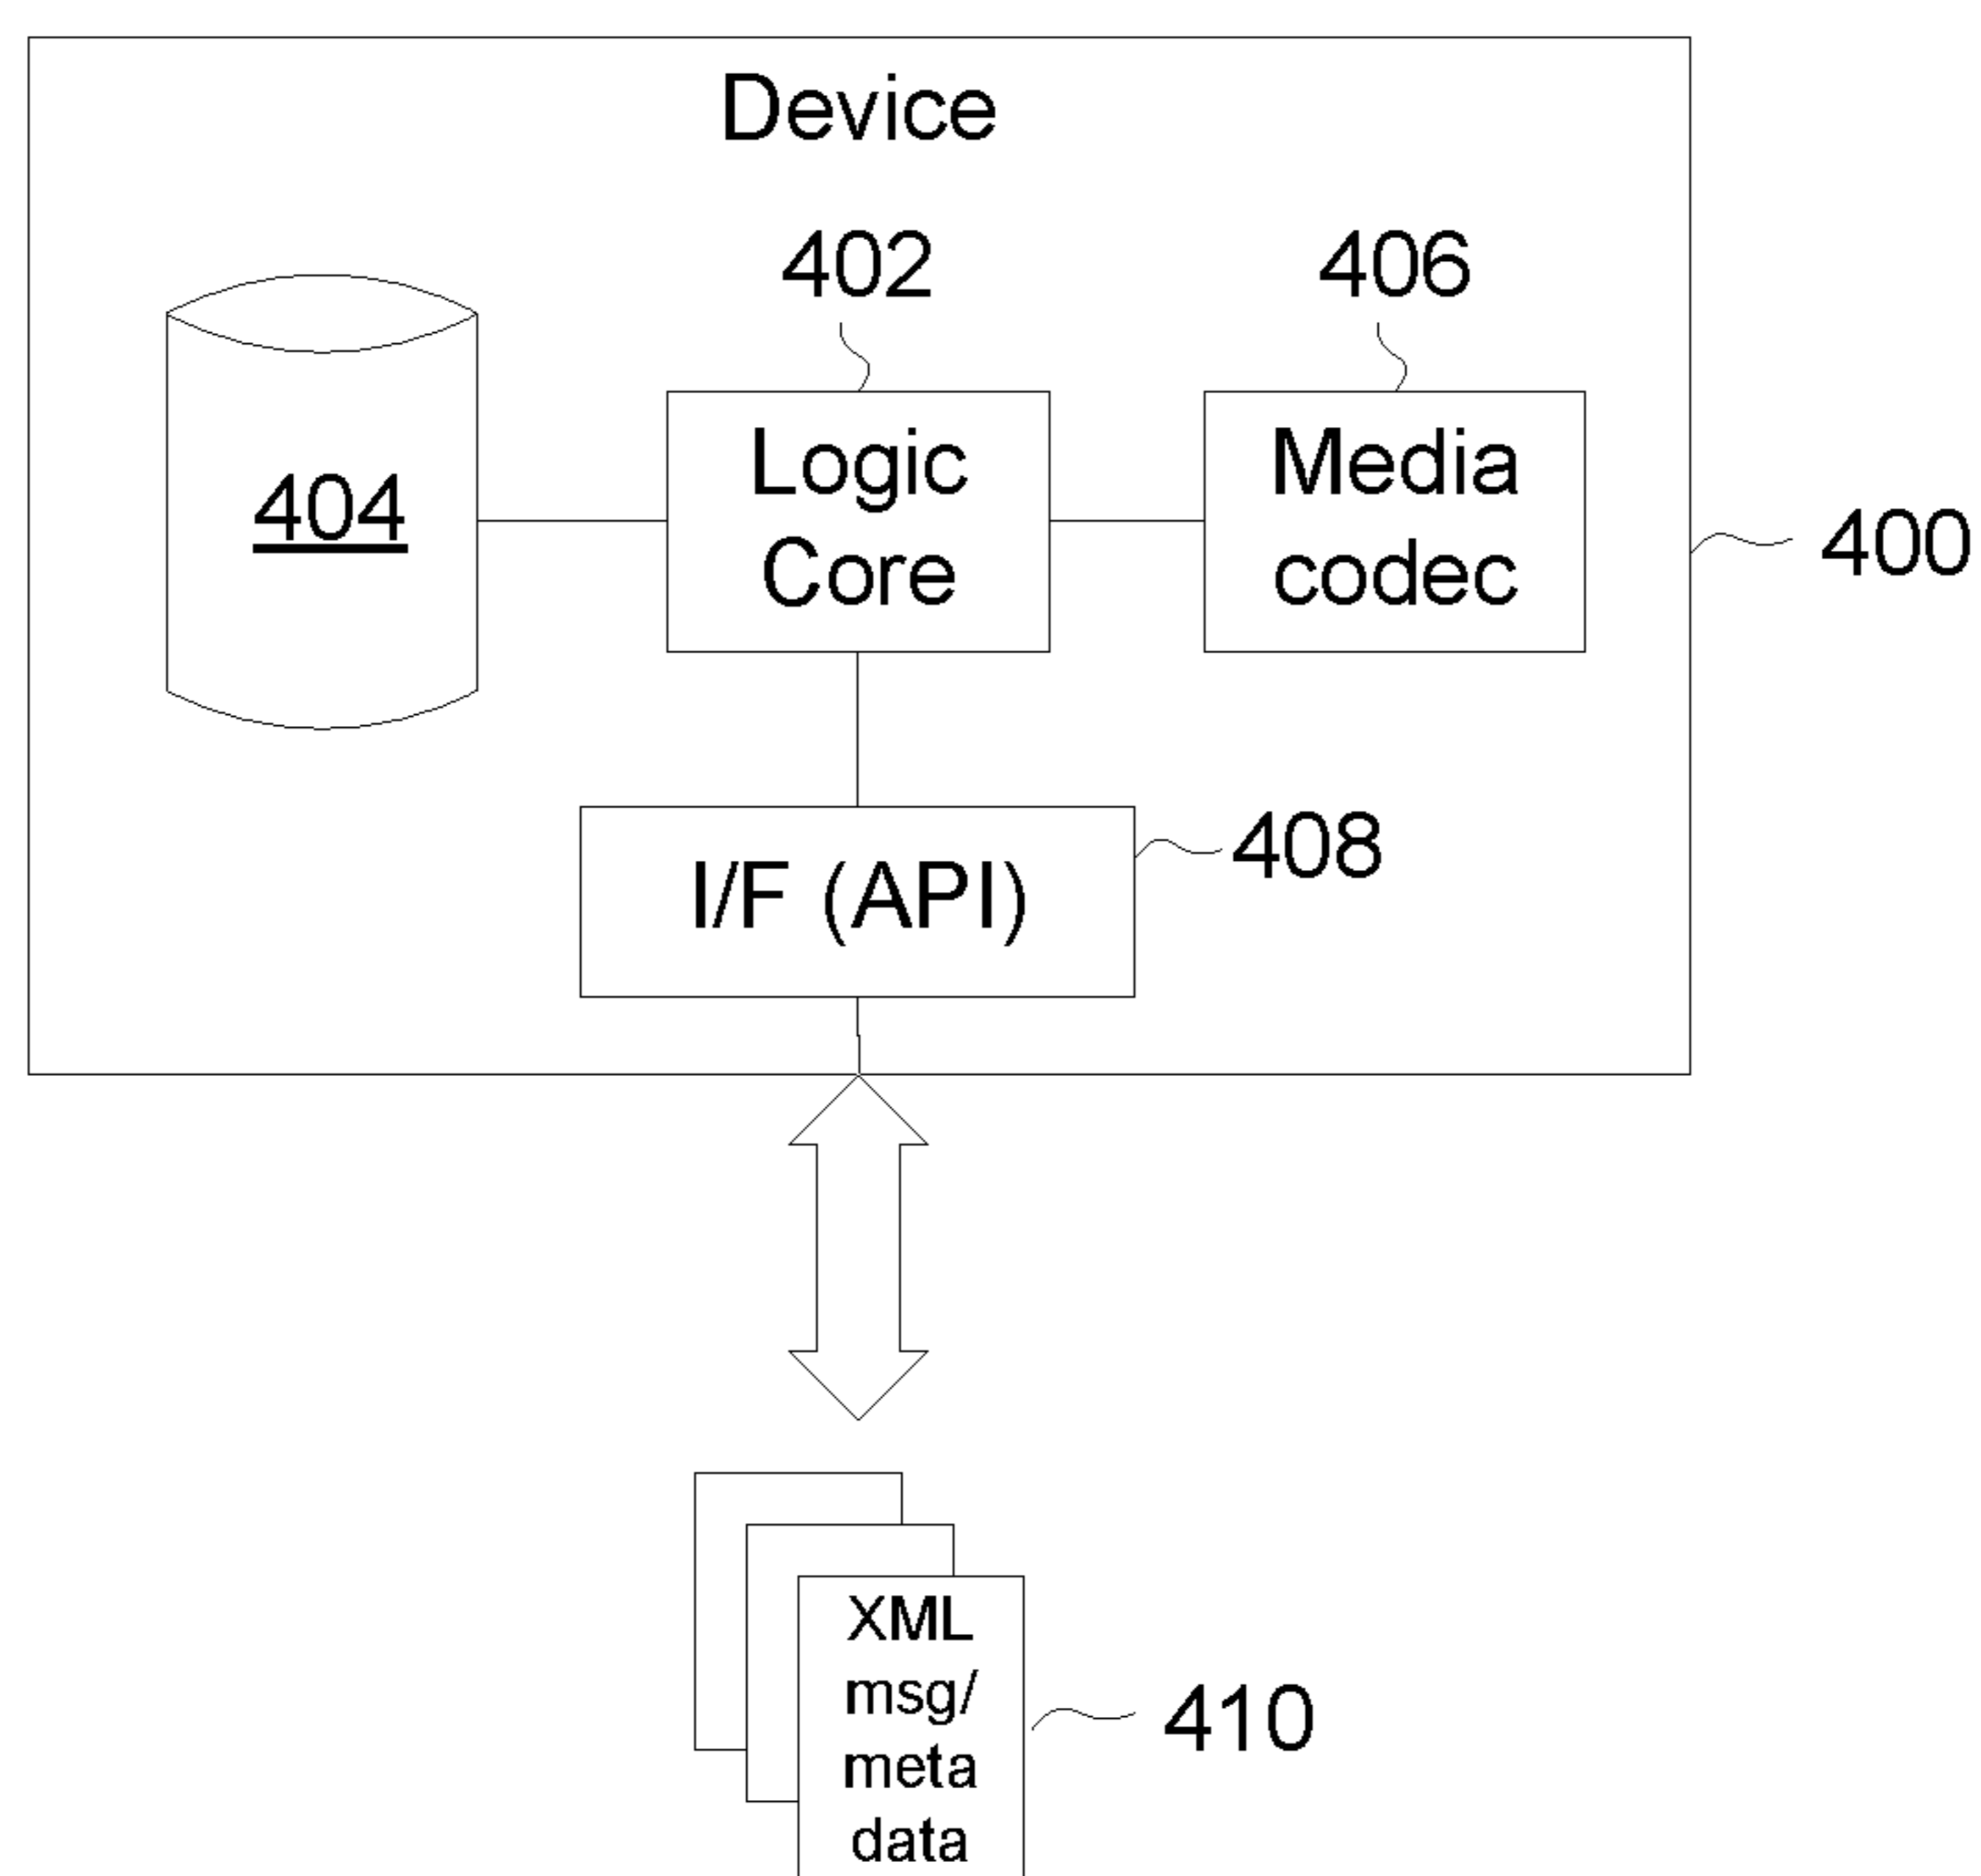 Device
402
406
404
Logic
Core
Media
codec
400
I/F (API)
408
XML
msg/
meta
data
410